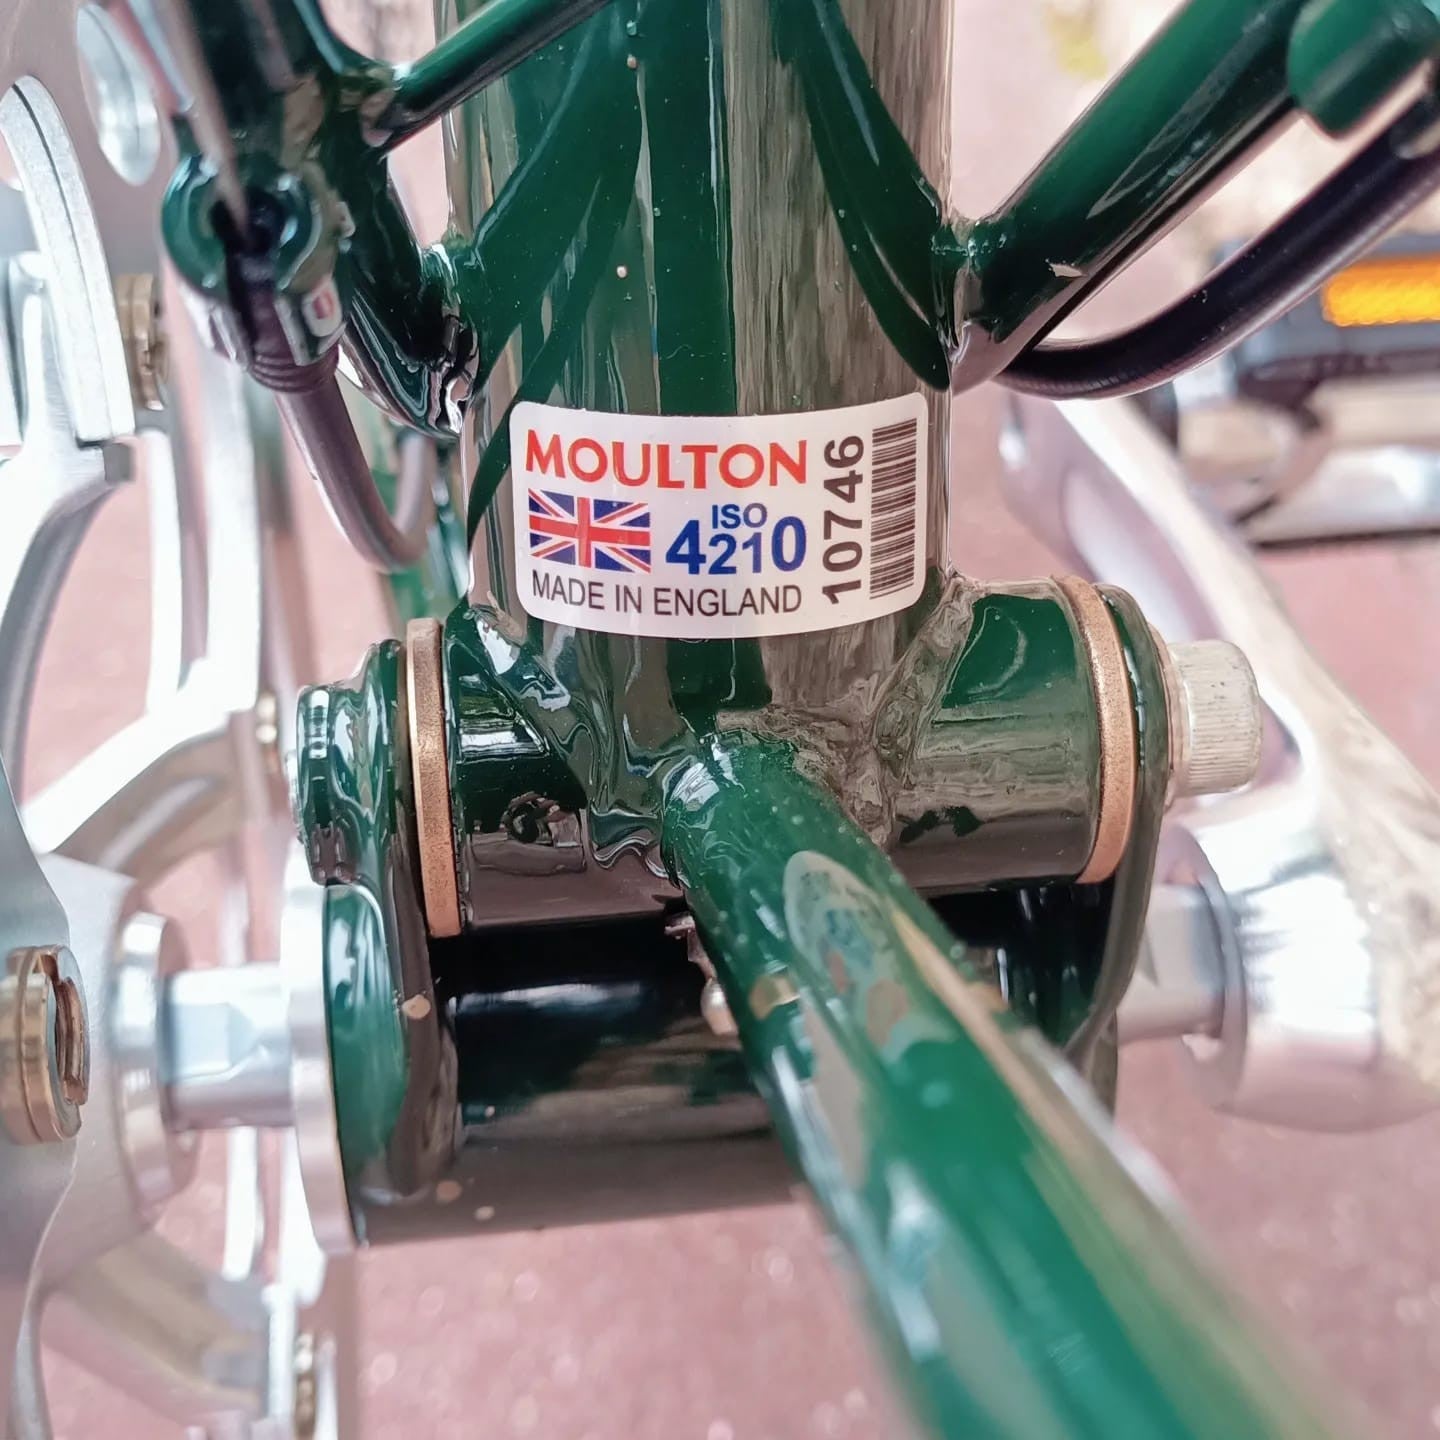 MOULTON
ISO
4210
MADE IN ENGLAND
10746